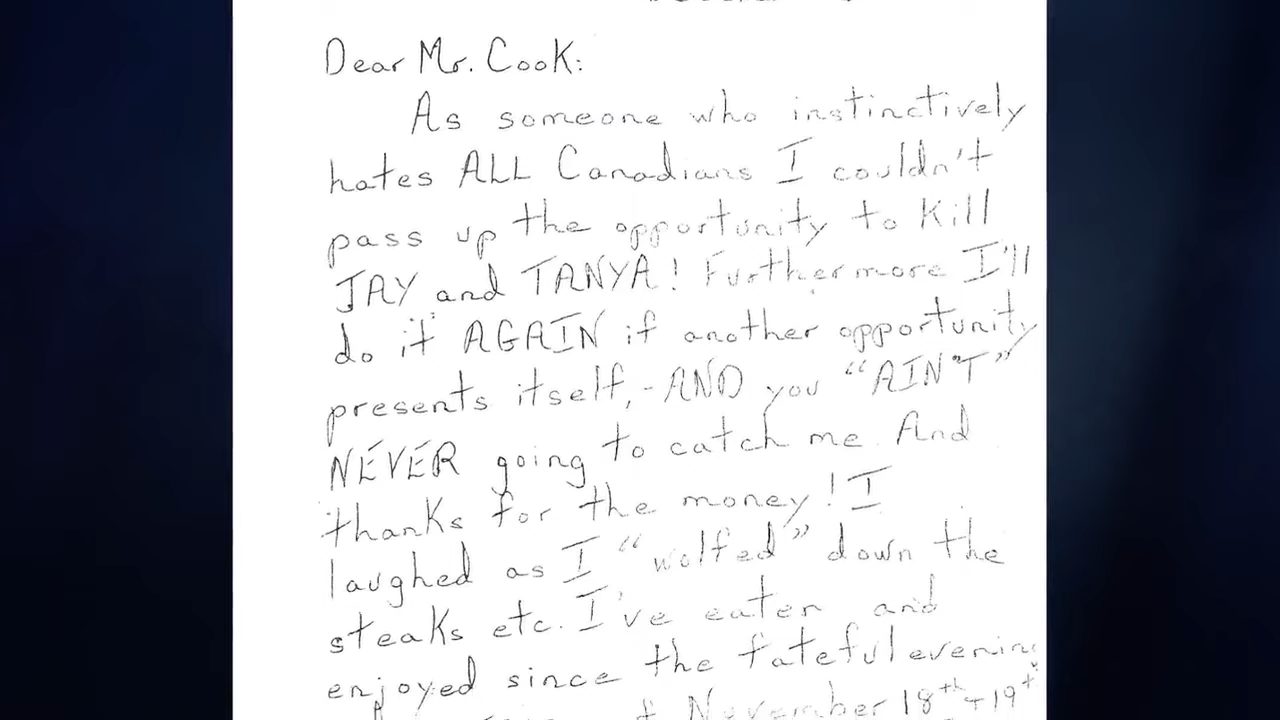 Dear Mr. Cook:
As someone who instinctively
hates ALL Canadians I couldn't
pass up the opportunity to kill
JAY and TANYA! Furthermore I'll
do it AGAIN if another opportunity
presents itself, - AND you "AIN'T"
NEVER going to catch me. And
thanks for the money! I
laughed as I "wolfed" down the
steaks etc. I've eaten and
enjoyed since the fateful evening
November 18th + 19th